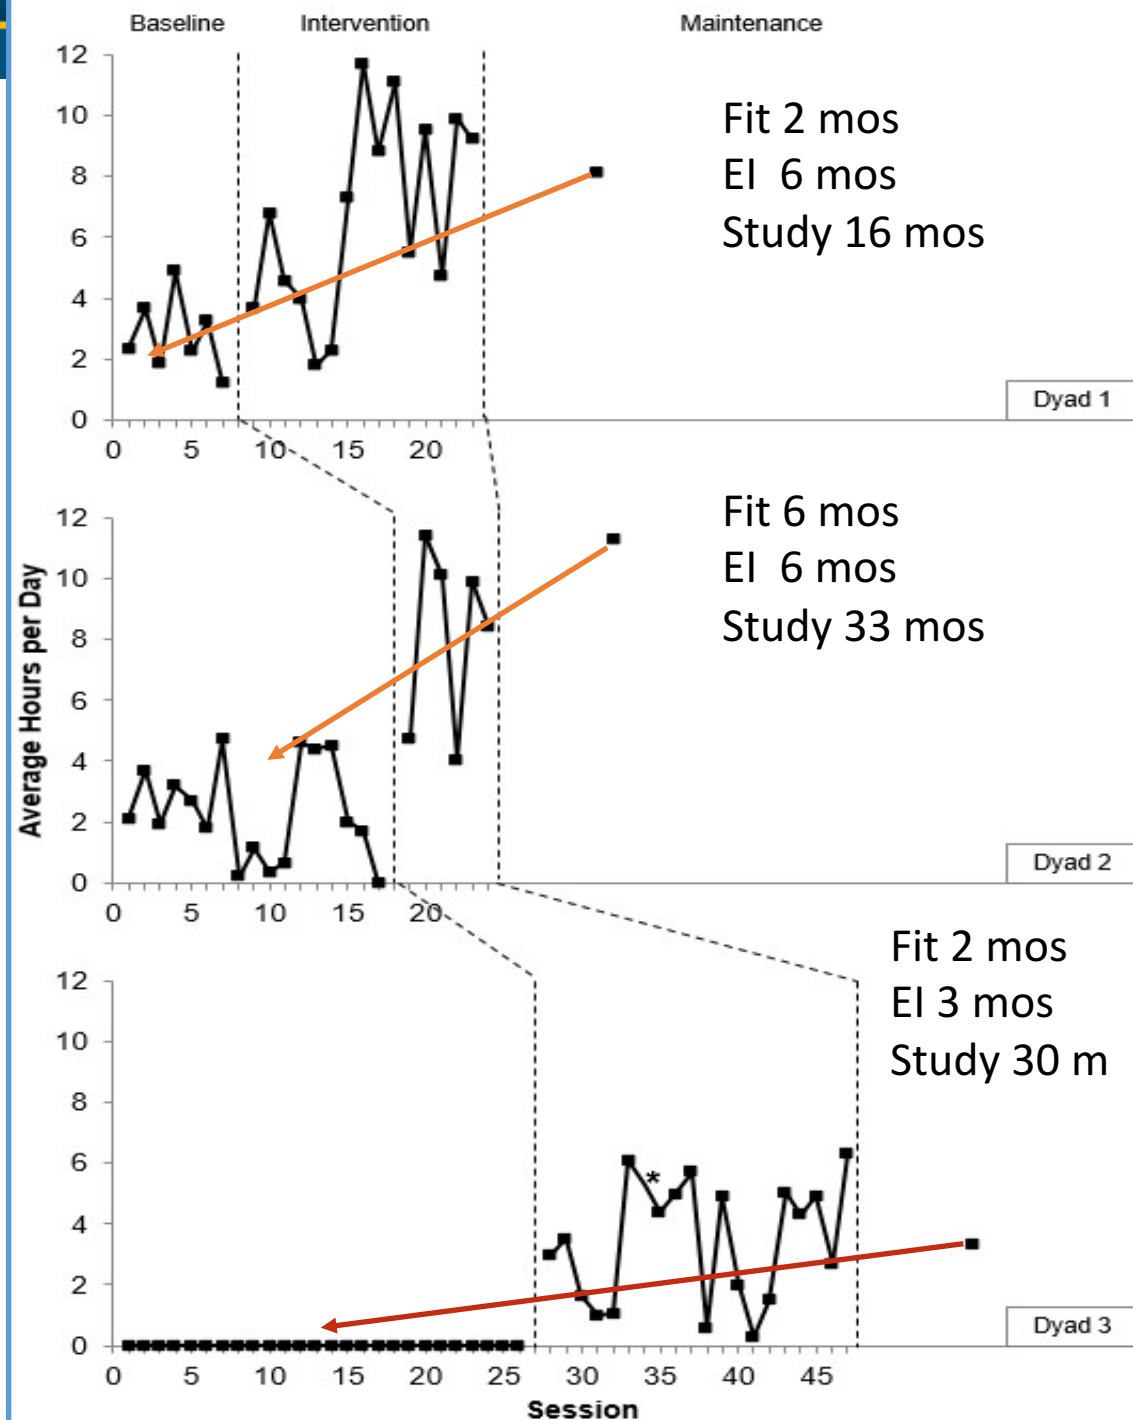 Baseline Intervention Maintenance
12
10
8
6
4
2
0
0 5 10 15 20
Fit 2 mos
EI 6 mos
Study 16 mos
Dyad 1
Average Hours per Day
12
10
8
6
4
2
0
0 5 10 15 20
Fit 6 mos
EI 6 mos
Study 33 mos
Dyad 2
12
10
8
6
4
2
0
0 5 10 15 20 25 30 35 40 45
*
Fit 2 mos
EI 3 mos
Study 30 m
Dyad 3
Session